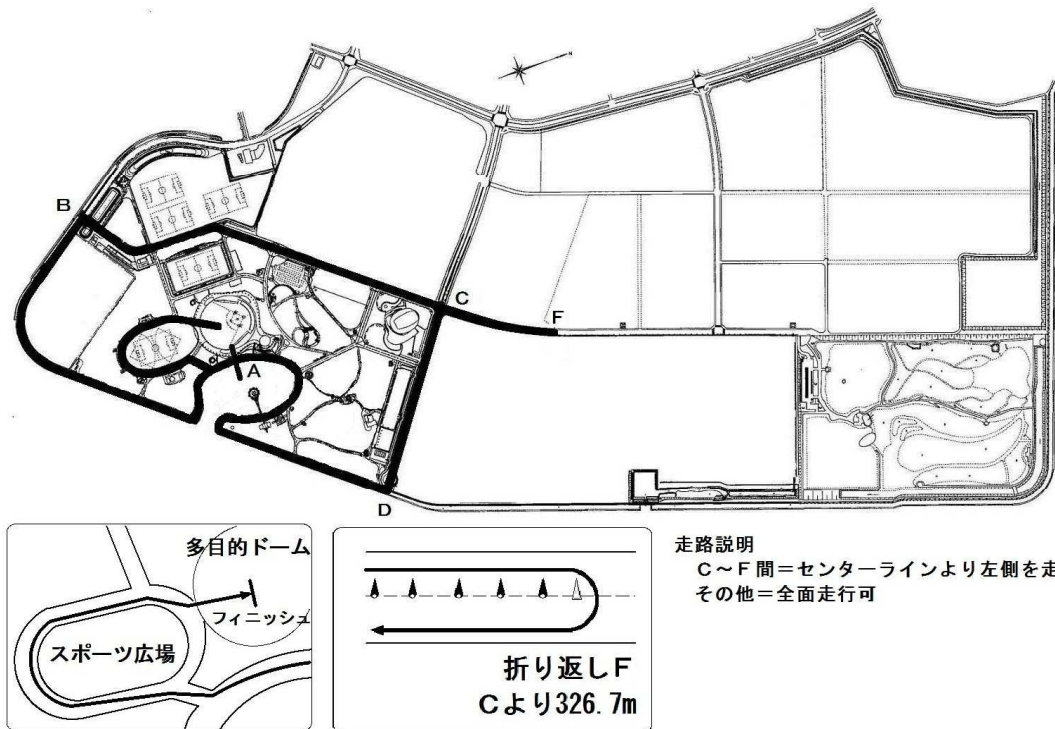 N
B
C
F
A
D
多目的ドーム
フィニッシュ
スポーツ広場
折り返しF
Cより326.7m
走路説明
C～F間=センターラインより左側を走
その他=全面走行可